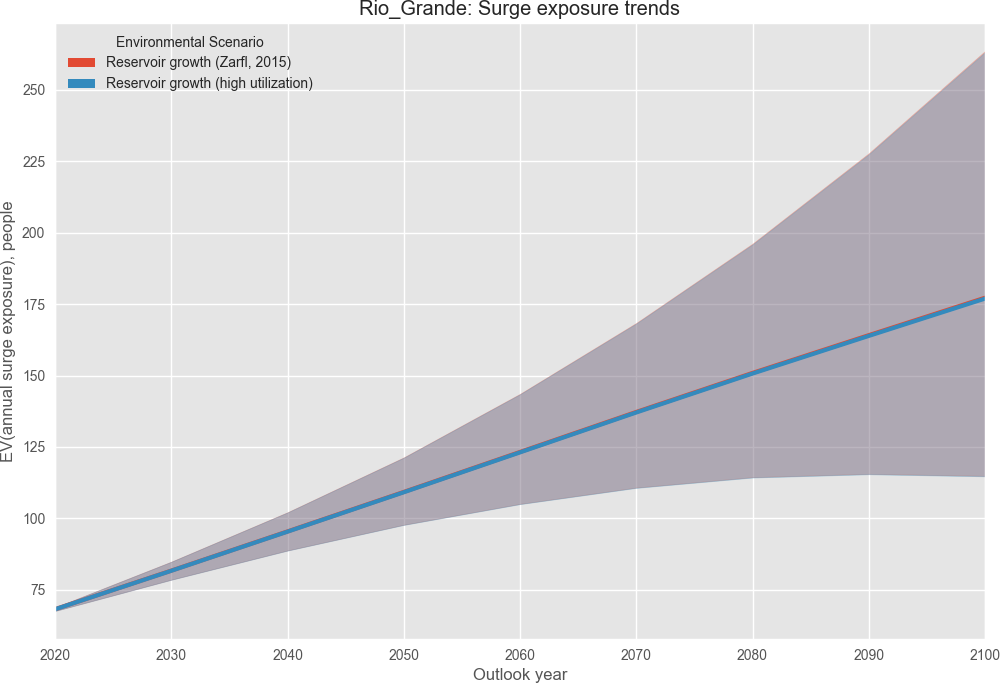 Rio_Grande: Surge exposure trends
Environmental Scenario
Reservoir growth (Zarfl, 2015)
Reservoir growth (high utilization)
EV(annual surge exposure), people
250
225
200
175
150
125
100
75
2020 2030 2040 2050 2060 2070 2080 2090 2100
Outlook year